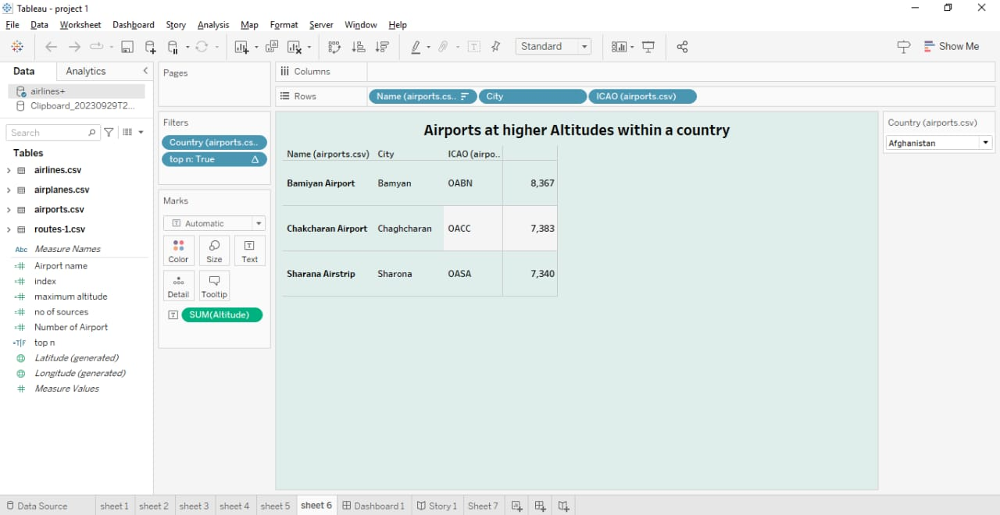 Tableau - project 1
File Data Worksheet Dashboard Story Analysis Map Format Server Window Help
Standard
Show Me
Data Analytics
airlines+
Clipboard_20230929T2...
Search
Tables
airlines.csv
airplanes.csv
airports.csv
routes-1.csv
Abc Measure Names
Airport name
index
maximum altitude
no of sources
Number of Airport
=T|F top n
Latitude (generated)
Longitude (generated)
Measure Values
Pages
Filters
Country (airports.cs..
top n: True
Marks
Automatic
Color Size Text
Detail Tooltip
SUM(Altitude)
Columns
Rows Name (airports.cs.. City ICAO (airports.csv)
Airports at higher Altitudes within a country
Name (airports.csv) City ICAO (airpo..
Bamiyan Airport Bamyan OABN 8,367
Chakcharan Airport Chaghcharan OACC 7,383
Sharana Airstrip Sharona OASA 7,340
Country (airports.csv)
Afghanistan
Data Source sheet 1 sheet 2 sheet 3 sheet 4 sheet 5 sheet 6 Dashboard 1 Story 1 Sheet 7